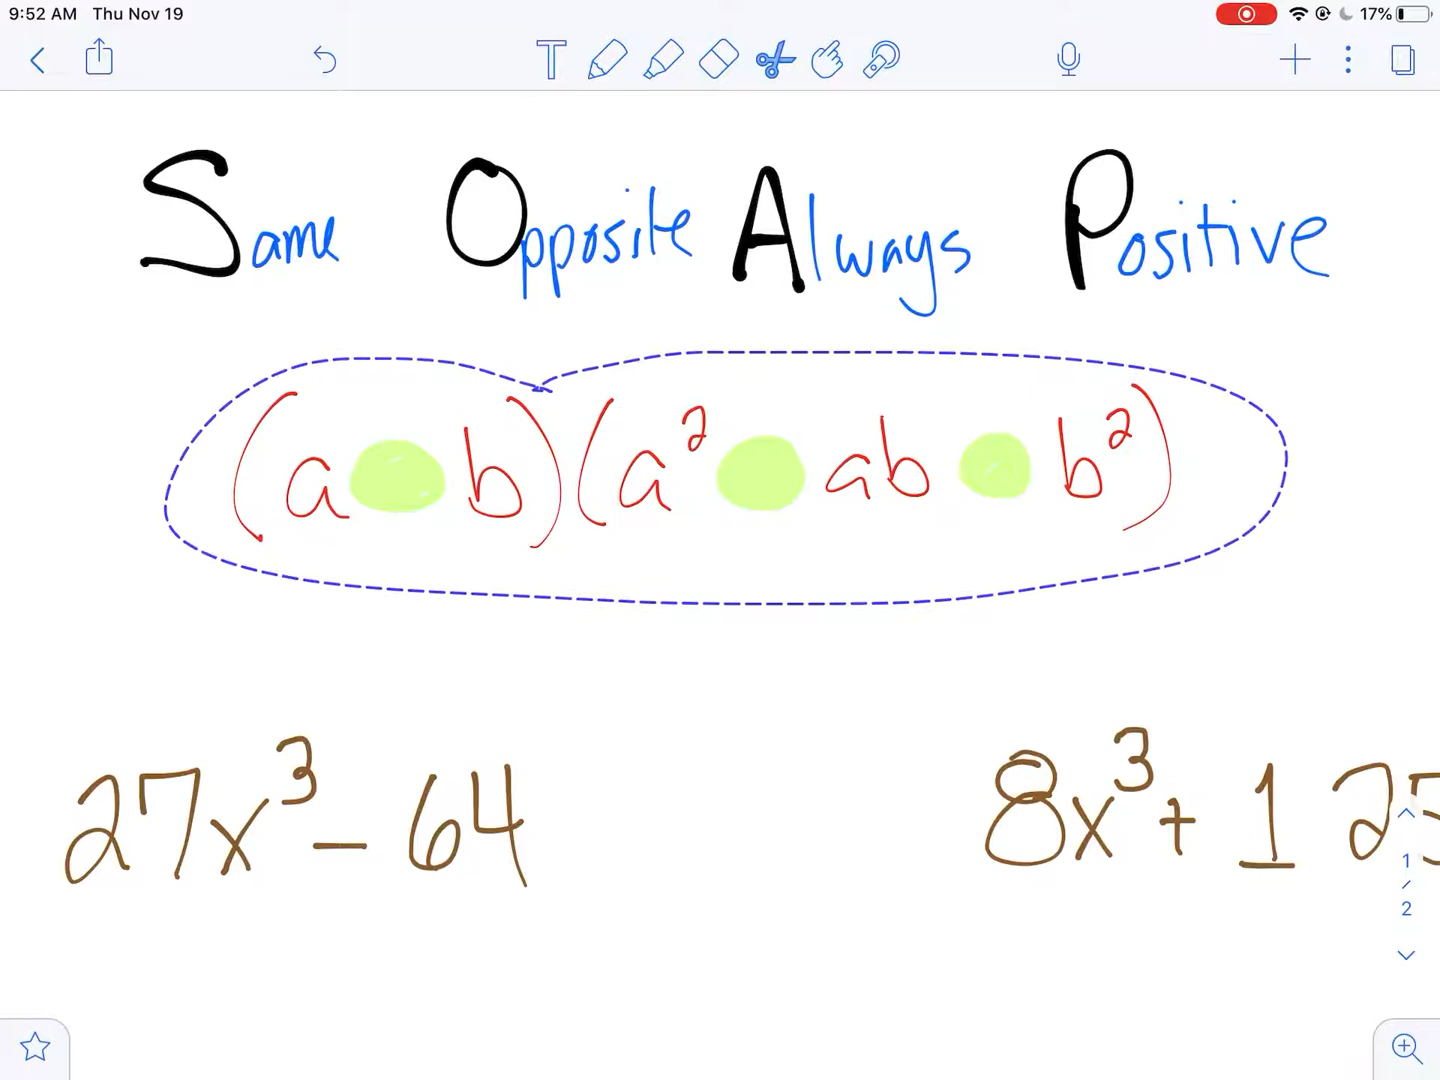 9:52 AM Thu Nov 19 17%
T
Same Opposite Always Positive
(a b)(a² ab b²)
27x³ - 64 8x³ + 125
1
/
2